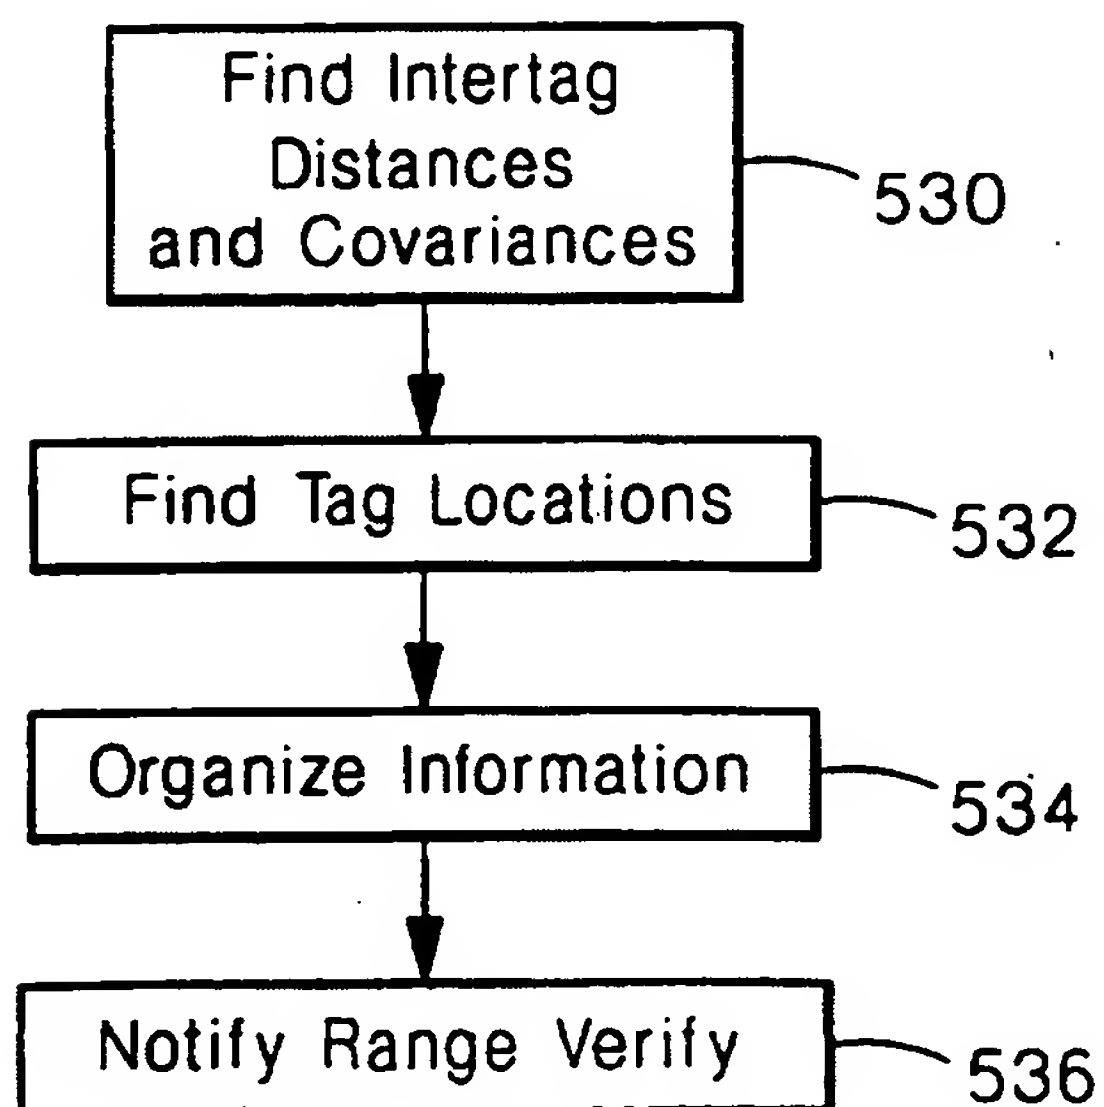 Find Intertag
Distances
and Covariances
530
Find Tag Locations
532
Organize Information
534
Notify Range Verify
536